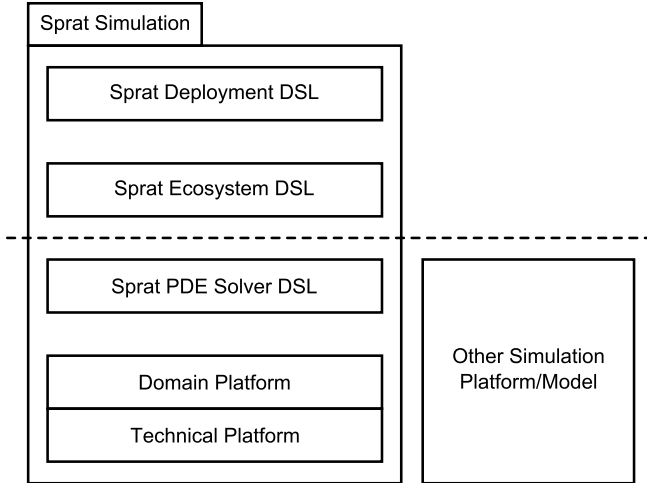 Sprat Simulation
Sprat Deployment DSL
Sprat Ecosystem DSL
Sprat PDE Solver DSL
Domain Platform
Technical Platform
Other Simulation
Platform/Model